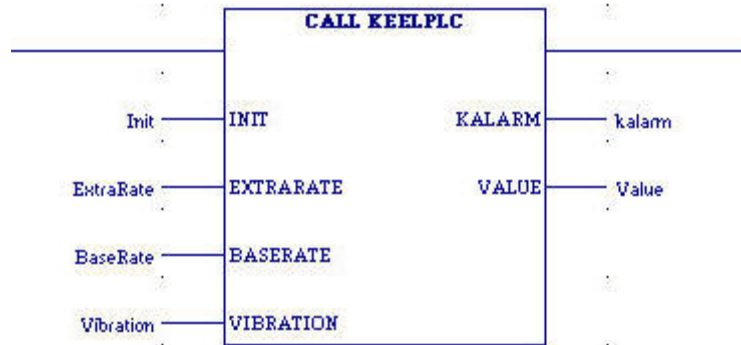 CALL KEELPLC
Init INIT KALARM kalarm
ExtraRate EXTRARATE VALUE Value
BaseRate BASERATE
Vibration VIBRATION